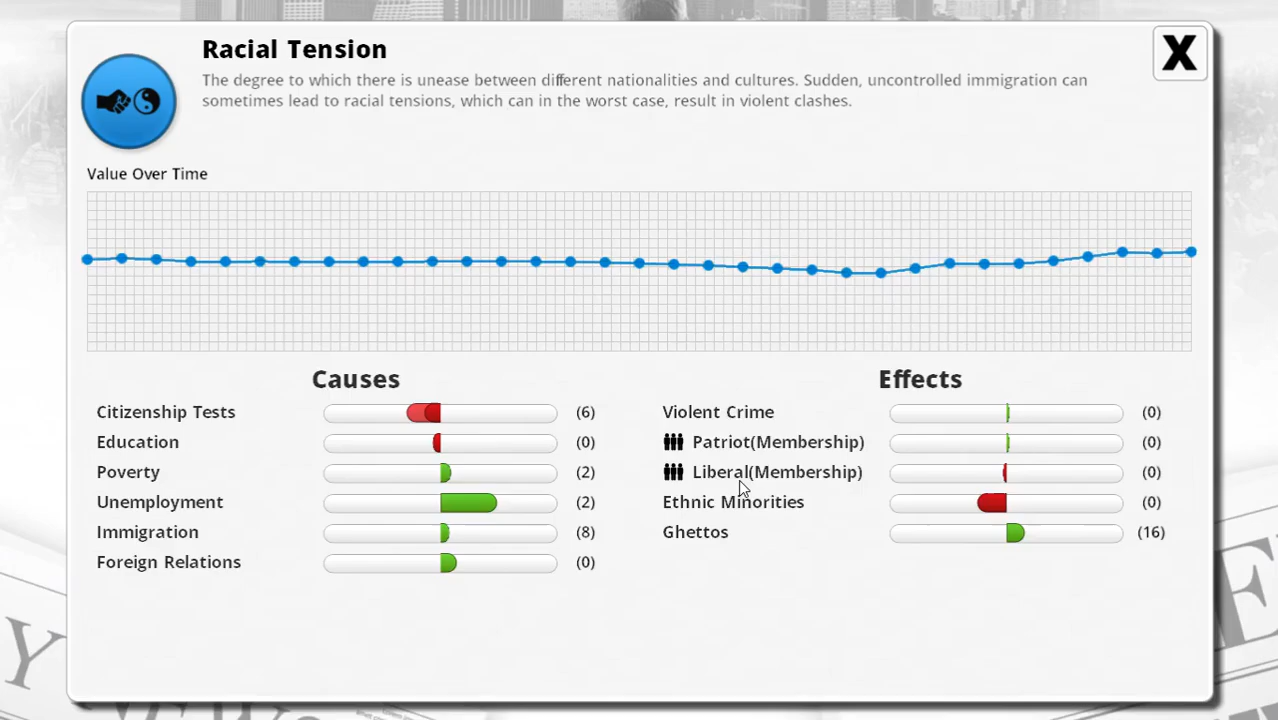 Racial Tension
X
The degree to which there is unease between different nationalities and cultures. Sudden, uncontrolled immigration can
sometimes lead to racial tensions, which can in the worst case, result in violent clashes.
Value Over Time
Causes
Citizenship Tests (6)
Education (0)
Poverty (2)
Unemployment (2)
Immigration (8)
Foreign Relations (0)
Effects
Violent Crime (0)
Patriot(Membership) (0)
Liberal(Membership) (0)
Ethnic Minorities (0)
Ghettos (16)